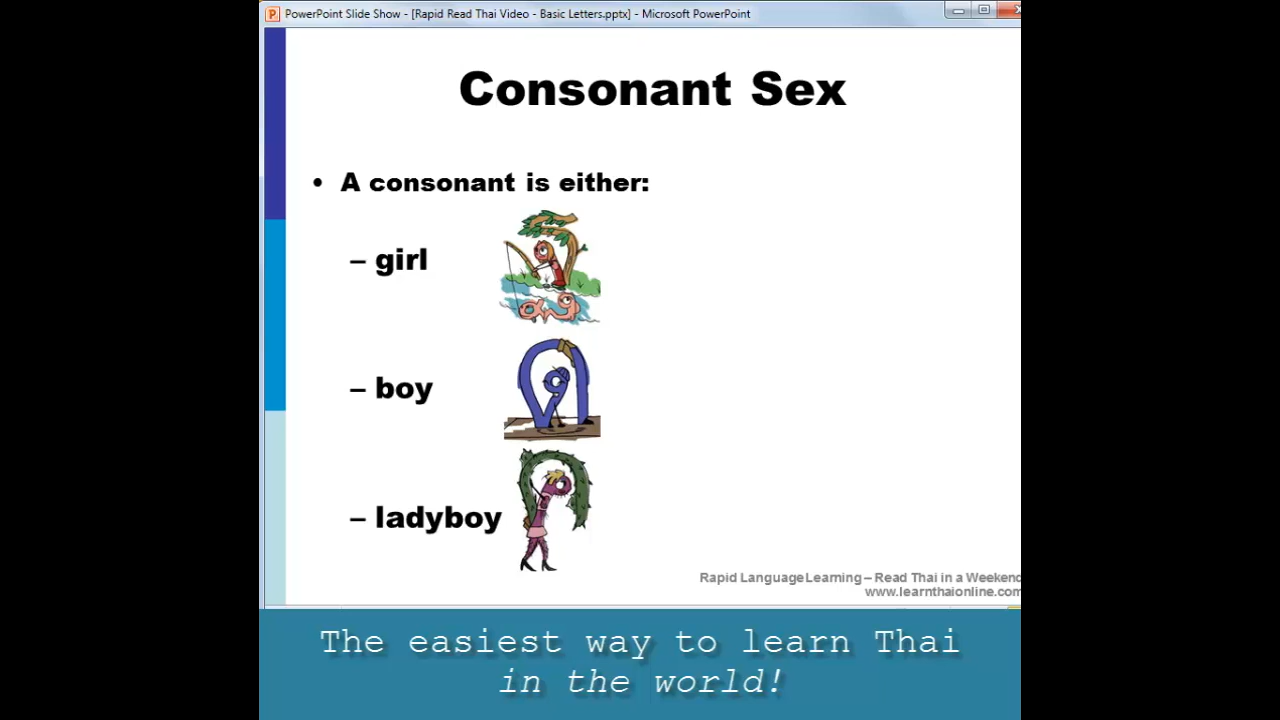 PowerPoint Slide Show - [Rapid Read Thai Video - Basic Letters.pptx] - Microsoft PowerPoint
Consonant Sex
• A consonant is either:
– girl
– boy
– ladyboy
Rapid Language Learning – Read Thai in a Weekend
www.learnthaionline.com
The easiest way to learn Thai
in the world!